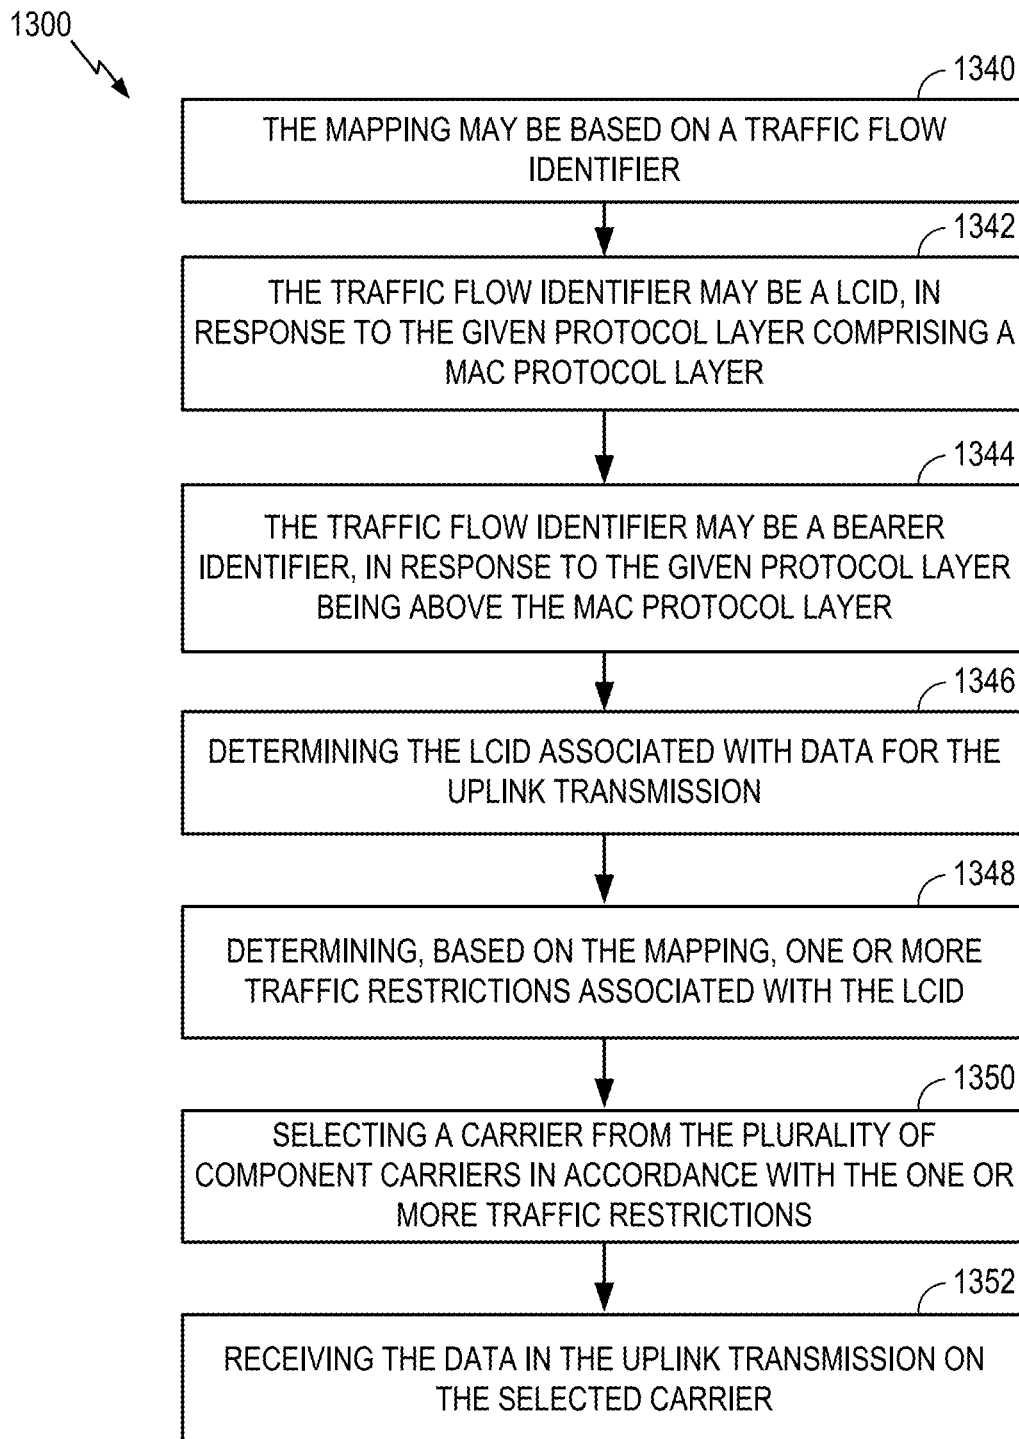 1300
1340
THE MAPPING MAY BE BASED ON A TRAFFIC FLOW
IDENTIFIER
1342
THE TRAFFIC FLOW IDENTIFIER MAY BE A LCID, IN
RESPONSE TO THE GIVEN PROTOCOL LAYER COMPRISING A
MAC PROTOCOL LAYER
1344
THE TRAFFIC FLOW IDENTIFIER MAY BE A BEARER
IDENTIFIER, IN RESPONSE TO THE GIVEN PROTOCOL LAYER
BEING ABOVE THE MAC PROTOCOL LAYER
1346
DETERMINING THE LCID ASSOCIATED WITH DATA FOR THE
UPLINK TRANSMISSION
1348
DETERMINING, BASED ON THE MAPPING, ONE OR MORE
TRAFFIC RESTRICTIONS ASSOCIATED WITH THE LCID
1350
SELECTING A CARRIER FROM THE PLURALITY OF
COMPONENT CARRIERS IN ACCORDANCE WITH THE ONE OR
MORE TRAFFIC RESTRICTIONS
1352
RECEIVING THE DATA IN THE UPLINK TRANSMISSION ON
THE SELECTED CARRIER